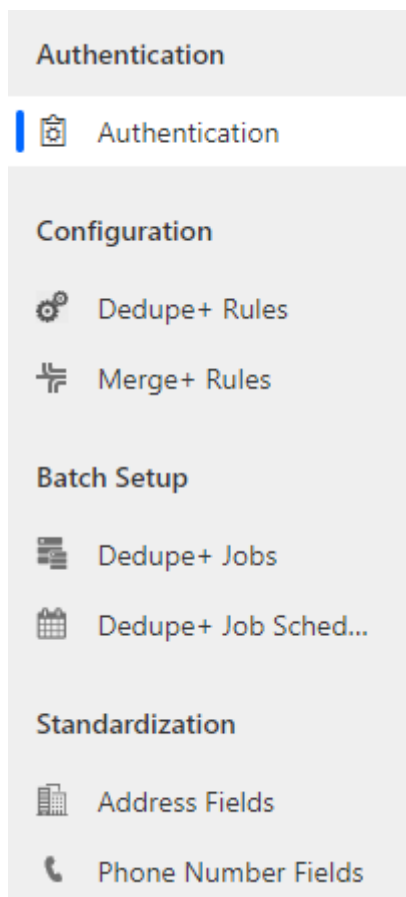 Authentication
Authentication
Configuration
Dedupe+ Rules
Merge+ Rules
Batch Setup
Dedupe+ Jobs
Dedupe+ Job Sched...
Standardization
Address Fields
Phone Number Fields